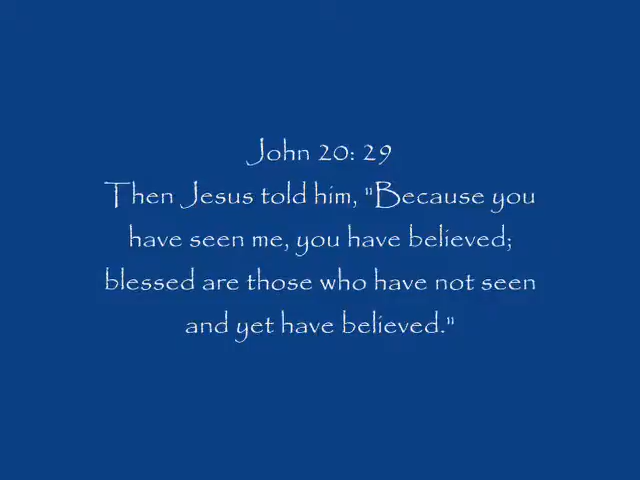 John 20: 29
Then Jesus told him, "Because you
have seen me, you have believed;
blessed are those who have not seen
and yet have believed."